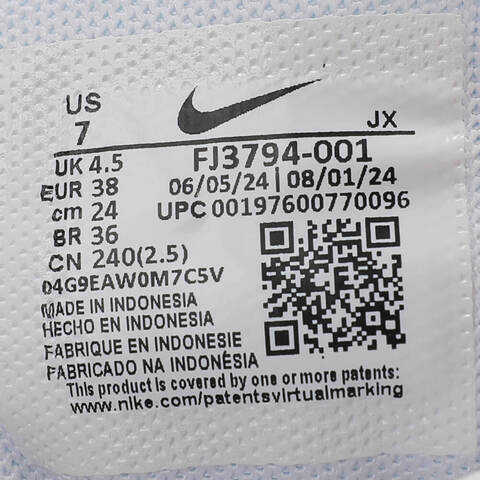 US
7
JX
UK 4.5
FJ3794-001
EUR 38
06/05/24 | 08/01/24
cm 24
UPC 00197600770096
BR 36
CN 240(2.5)
04G9EAW0M7C5V
MADE IN INDONESIA
HECHO EN INDONESIA
FABRIQUE EN INDONESIE
FABRICADO NA INDONÉSIA
This product is covered by one or more patents:
www.nike.com/patentsvirtualmarking